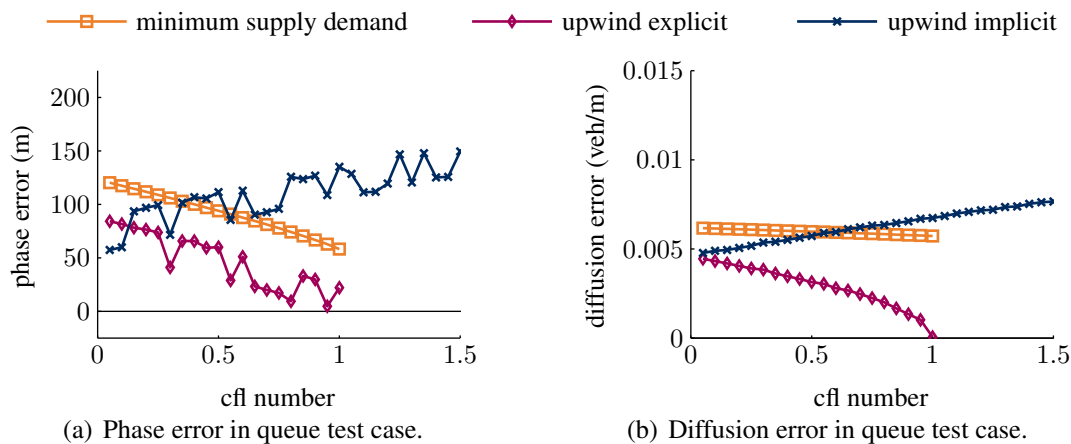 minimum supply demand upwind explicit upwind implicit
phase error (m)
200
150
100
50
0
0 0.5 1 1.5
cfl number
(a) Phase error in queue test case.
diffusion error (veh/m)
0.015
0.01
0.005
0
0 0.5 1 1.5
cfl number
(b) Diffusion error in queue test case.